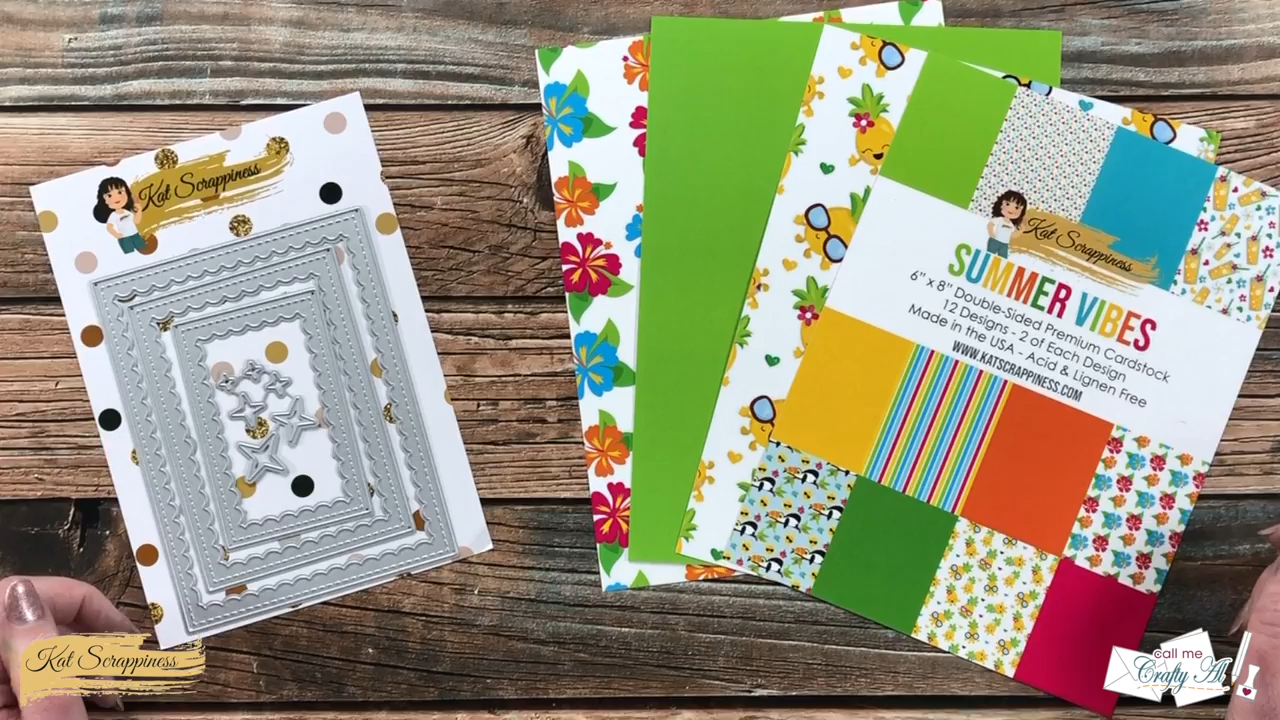 Kat Scrappiness
Kat Scrappiness
SUMMER VIBES
6" x 8" Double-Sided Premium Cardstock
12 Designs - 2 of Each Design
Made in the USA - Acid & Lignen Free
WWW.KATSCRAPPINESS.COM
Kat Scrappiness
call me
Crafty Al